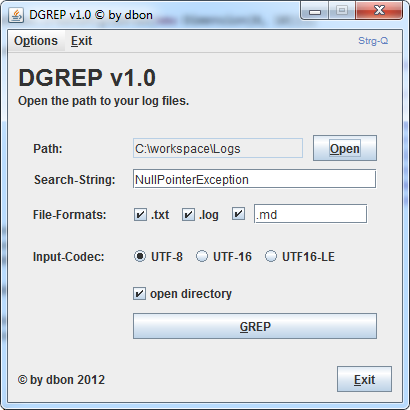 DGREP v1.0 © by dbon
Options Exit Strg-Q
DGREP v1.0
Open the path to your log files.
Path: C:\workspace\Logs Open
Search-String: NullPointerException
File-Formats: .txt .log .md
Input-Codec: UTF-8 UTF-16 UTF16-LE
open directory
GREP
© by dbon 2012 Exit